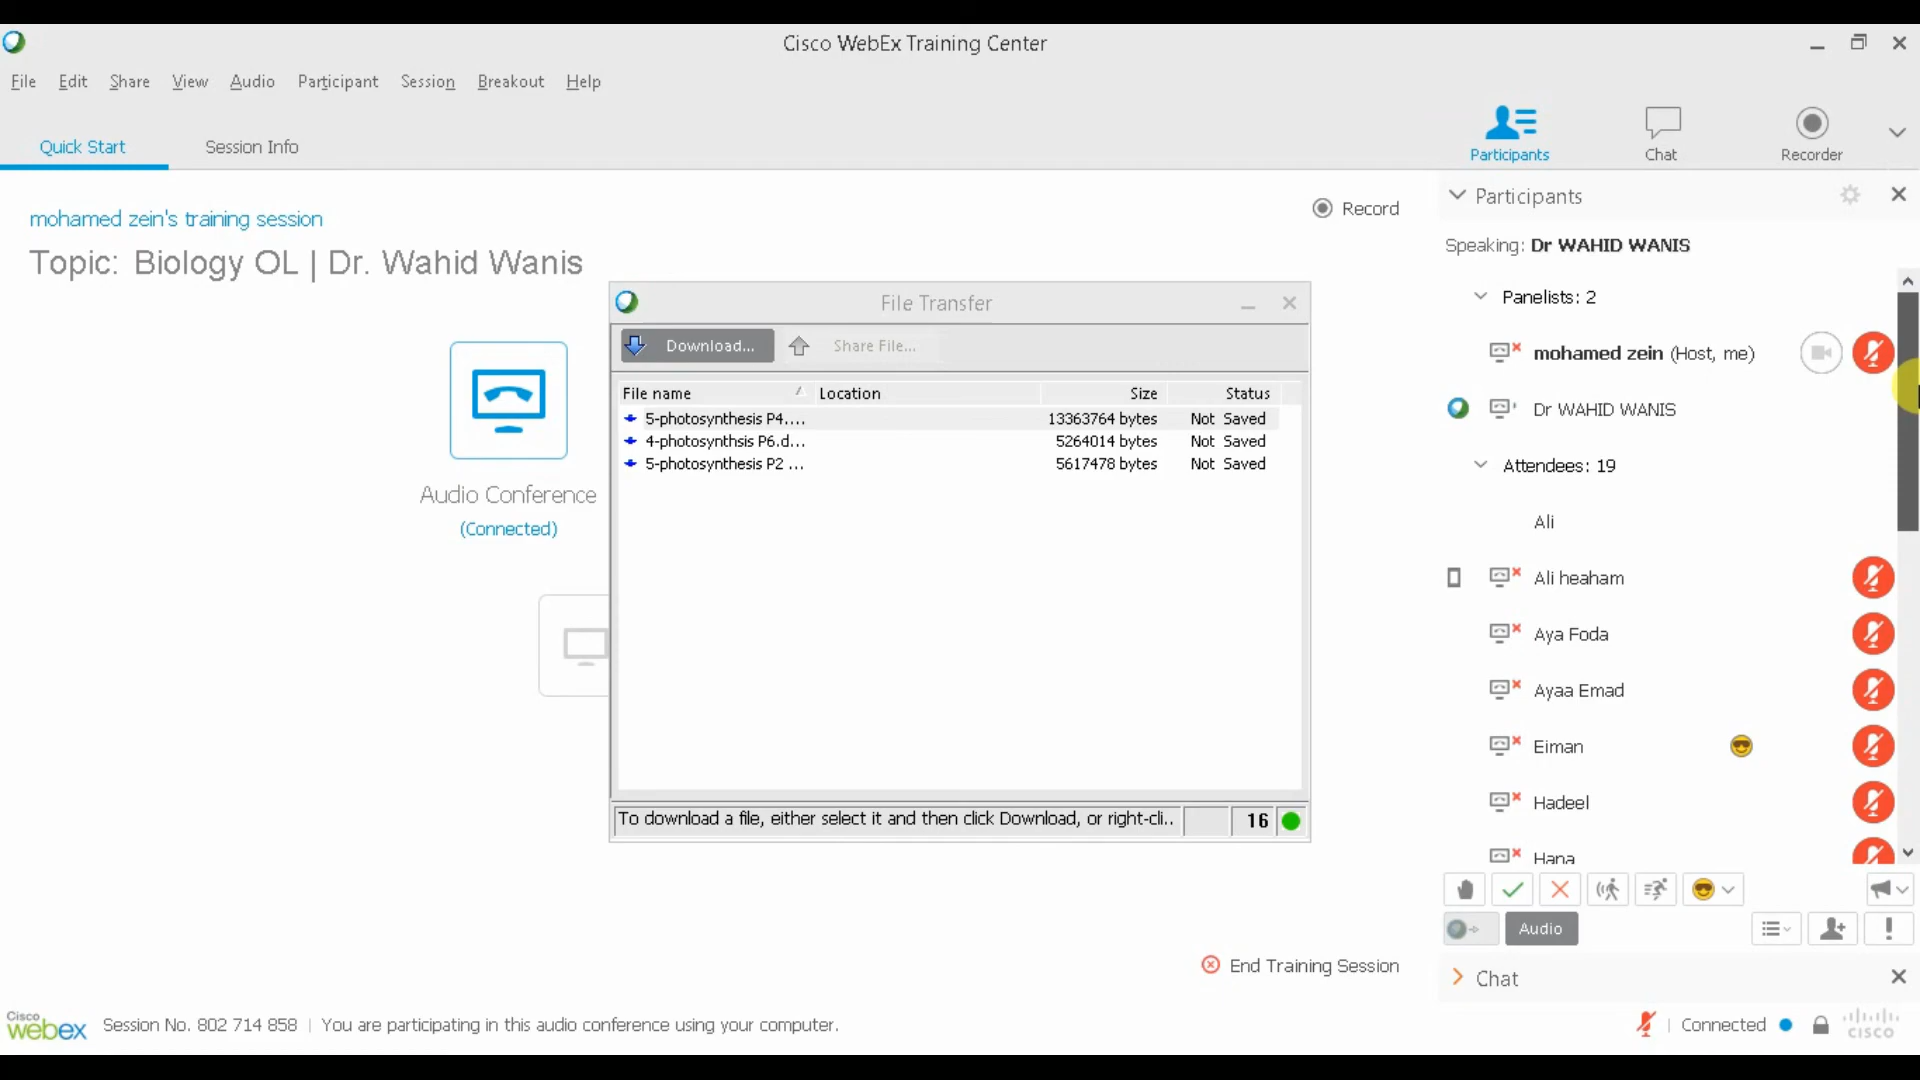 Cisco WebEx Training Center
File Edit Share View Audio Participant Session Breakout Help
Quick Start Session Info
Participants Chat Recorder
mohamed zein's training session
Record
Topic: Biology OL | Dr. Wahid Wanis
Audio Conference
(Connected)
File Transfer
Download... Share File...
File name Location Size Status
5-photosynthesis P4.... 13363764 bytes Not Saved
4-photosynthsis P6.d... 5264014 bytes Not Saved
5-photosynthesis P2 ... 5617478 bytes Not Saved
To download a file, either select it and then click Download, or right-cli.. 16
End Training Session
Participants
Speaking: Dr WAHID WANIS
Panelists: 2
mohamed zein (Host, me)
Dr WAHID WANIS
Attendees: 19
Ali
Ali heaham
Aya Foda
Ayaa Emad
Eiman
Hadeel
Hana
Audio
Chat
Cisco webex Session No. 802 714 858 | You are participating in this audio conference using your computer.
Connected
cisco